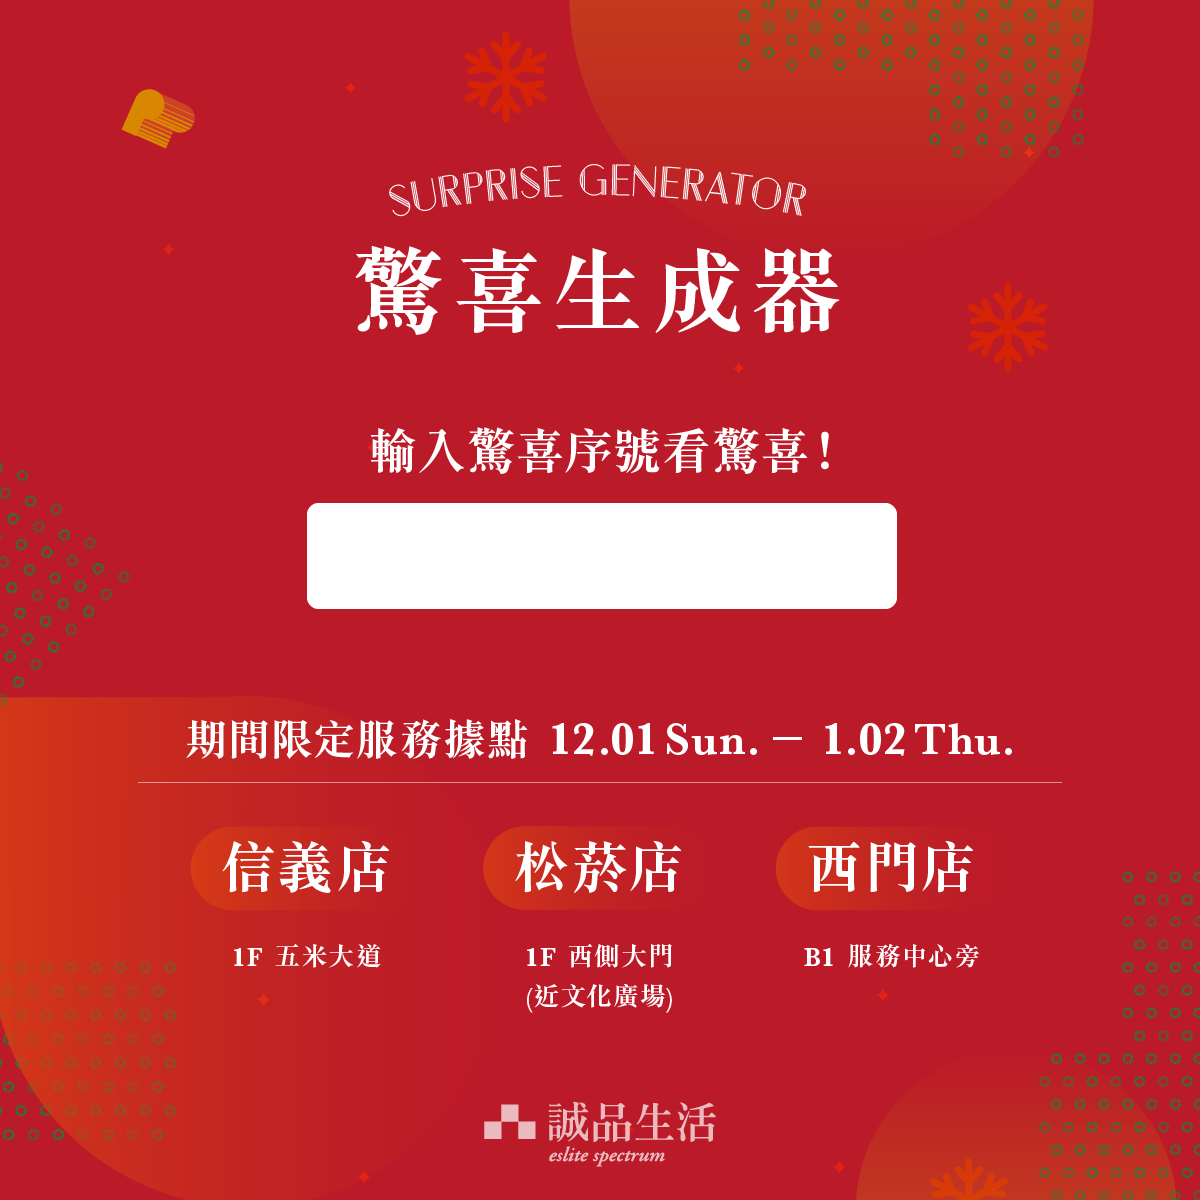 SURPRISE GENERATOR
驚喜生成器
輸入驚喜序號看驚喜！
期間限定服務據點 12.01 Sun. — 1.02 Thu.
信義店
1F 五米大道
松菸店
1F 西側大門
(近文化廣場)
西門店
B1 服務中心旁
誠品生活
eslite spectrum